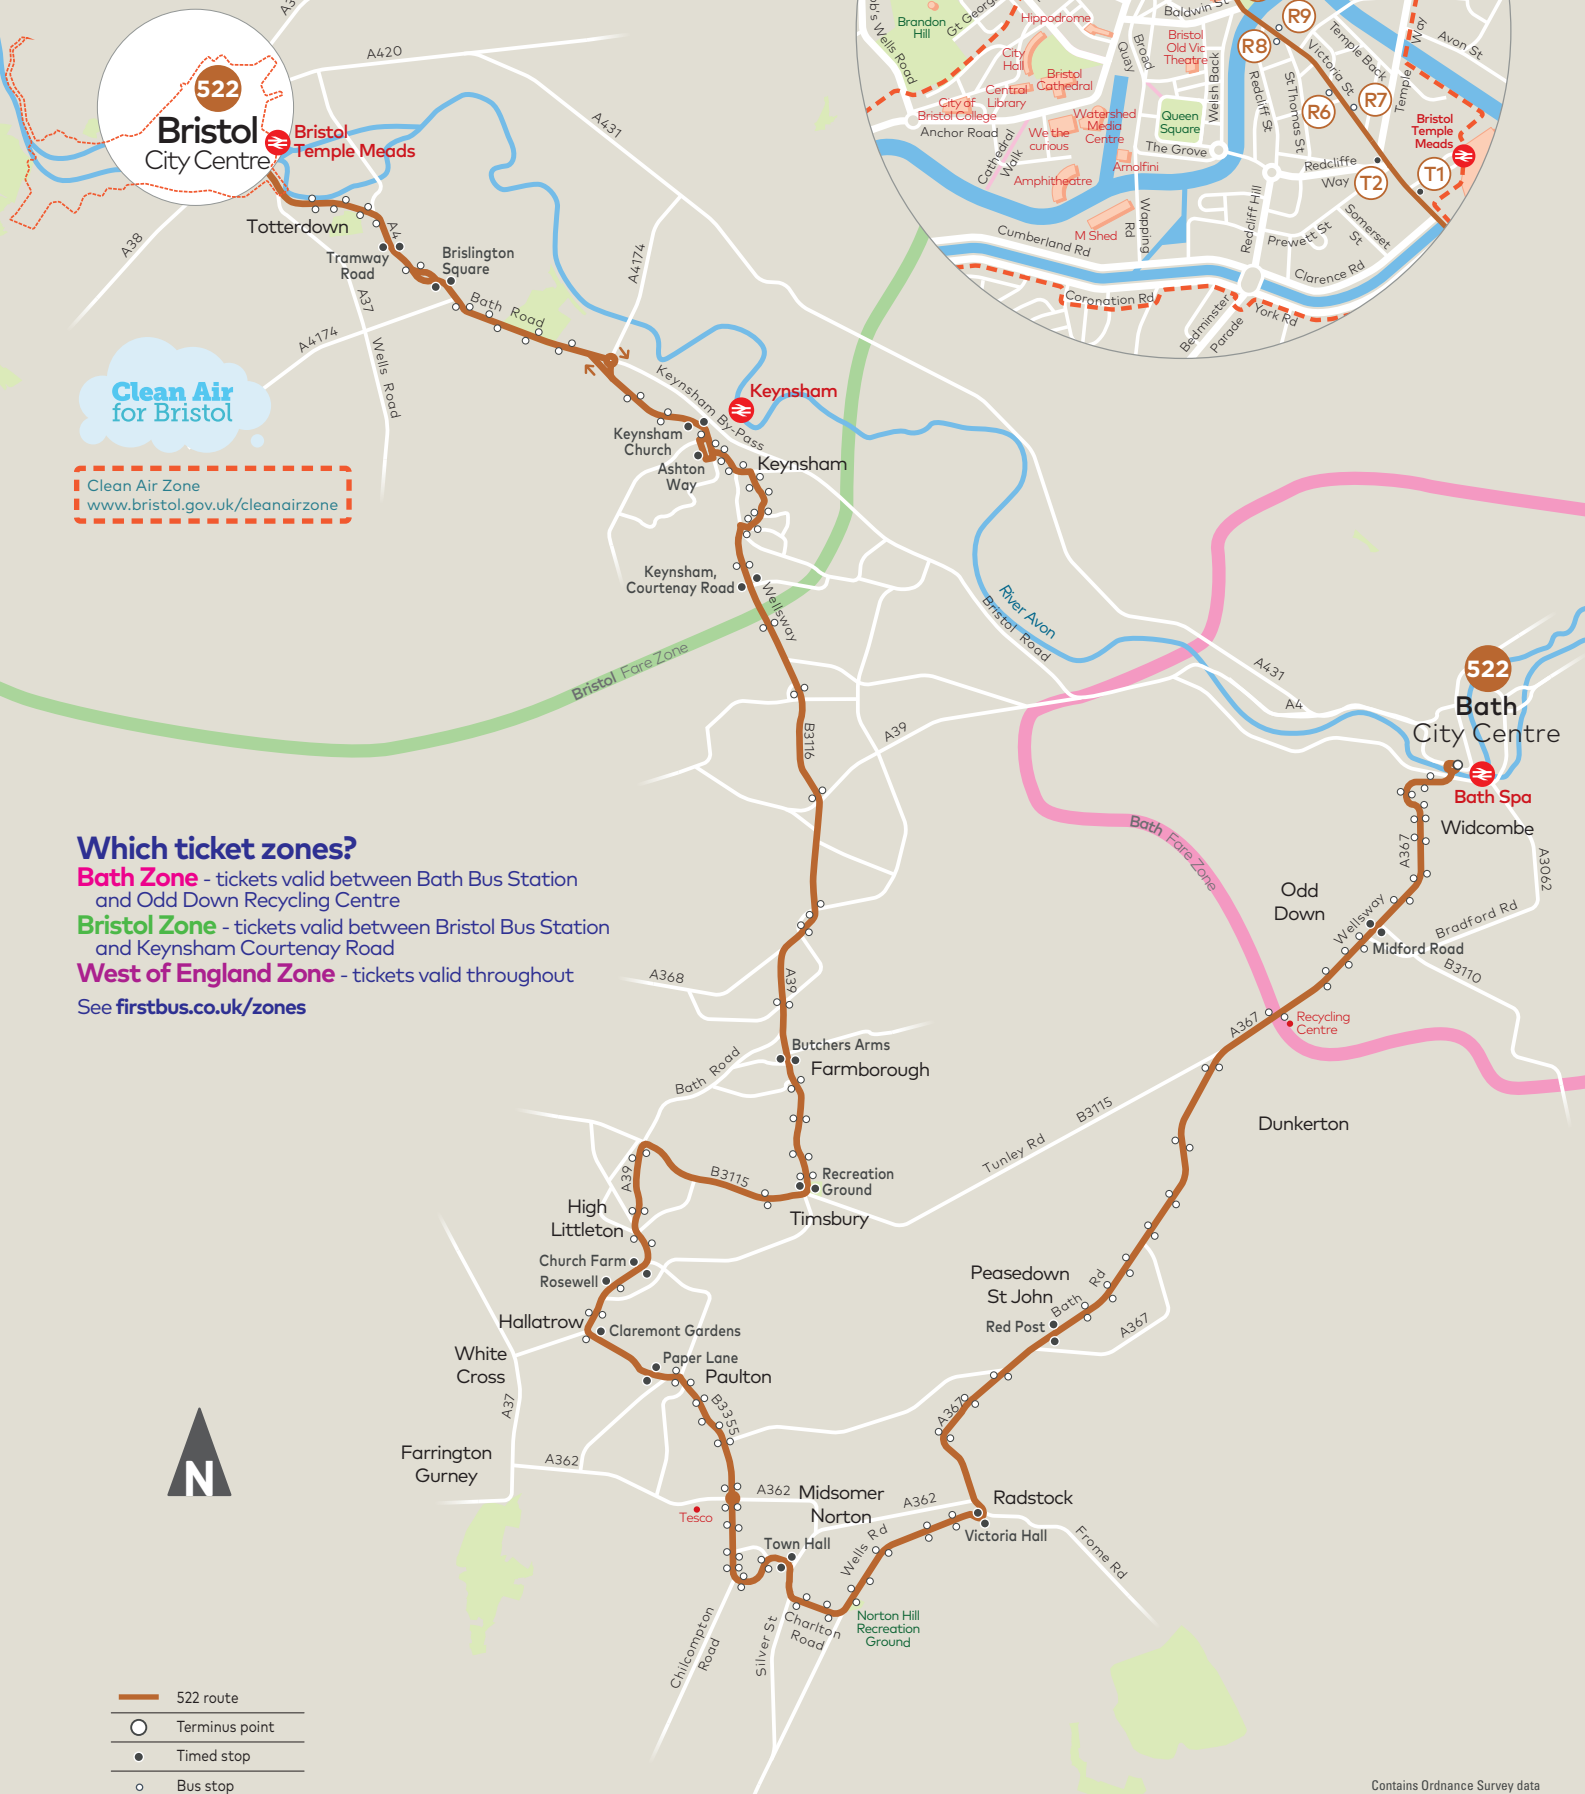 522
Bristol
City Centre
Bristol
Temple Meads
A3
A420
A431
A38
Totterdown
A4
Tramway
Road
Brislington
Square
A37
Bath Road
A4174
A4174
Wells Road
Clean Air
for Bristol
Clean Air Zone
www.bristol.gov.uk/cleanairzone
Keynsham By-Pass
Keynsham
Keynsham
Church
Ashton
Way
Keynsham
Keynsham,
Courtenay Road
Wellsway
Bristol Fare Zone
River Avon
Bristol Road
Brandon
Hill
Gt George
Hippodrome
Baldwin St
R9
R8
Bristol
Old Vic
Theatre
Broad
Quay
City
Hall
Bristol
Cathedral
Central
Library
City of
Bristol College
Anchor Road
Cathedral
Walk
We the
curious
Watershed
Media
Centre
Amphitheatre
Arnolfini
M Shed
Wapping
Rd
Queen
Square
Welsh Back
The Grove
Redcliff St
St Thomas St
Victoria St
Temple Back
Temple
Way
Avon St
R6
R7
Bristol
Temple
Meads
T1
T2
Redcliffe
Way
Redcliff Hill
Prewett St
Somerset
St
Clarence Rd
Cumberland Rd
Coronation Rd
Bedminster
Parade
York Rd
B3116
A39
A431
A4
522
Bath
City Centre
Bath Spa
Widcombe
A367
A3062
Bath Fare Zone
Odd
Down
Wellsway
Midford Road
Bradford Rd
B3110
A367
Recycling
Centre
Which ticket zones?
Bath Zone - tickets valid between Bath Bus Station
and Odd Down Recycling Centre
Bristol Zone - tickets valid between Bristol Bus Station
and Keynsham Courtenay Road
West of England Zone - tickets valid throughout
See firstbus.co.uk/zones
A368
A39
Butchers Arms
Farmborough
Bath Road
B3115
Tunley Rd
Dunkerton
A39
B3115
Recreation
Ground
Timsbury
High
Littleton
Church Farm
Rosewell
Hallatrow
Claremont Gardens
White
Cross
Paper Lane
Paulton
A37
B3355
Farrington
Gurney
A362
Tesco
A362
Midsomer
Norton
Town Hall
A362
Wells Rd
Radstock
Victoria Hall
Frome Rd
Peasedown
St John
Bath Rd
Red Post
A367
A367
Norton Hill
Recreation
Ground
Charlton
Road
Silver St
Chilcompton
Road
N
522 route
Terminus point
Timed stop
Bus stop
Contains Ordnance Survey data